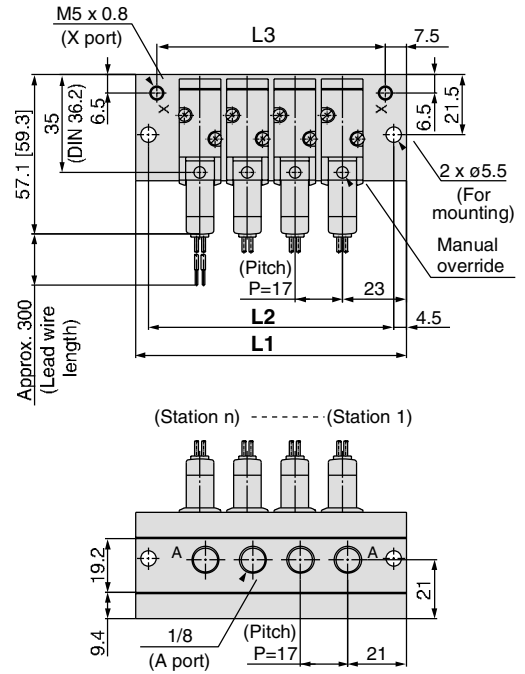 M5 x 0.8
(X port)
L3
7.5
6.5
35
(DIN 36.2)
57.1 [59.3]
X
X
6.5
21.5
2 x ø5.5
(For
mounting)
Manual
override
(Pitch)
P=17
23
Approx. 300
(Lead wire
length)
L2
4.5
L1
(Station n)
(Station 1)
A
A
19.2
9.4
21
1/8
(A port)
(Pitch)
P=17
21